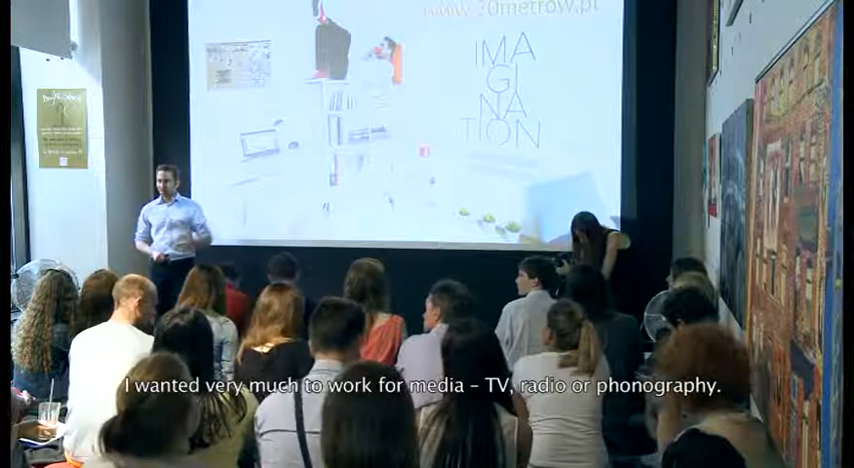 www.30metrow.pl
IMA
GI
NA
TION
I wanted very much to work for media – TV, radio or phonography.